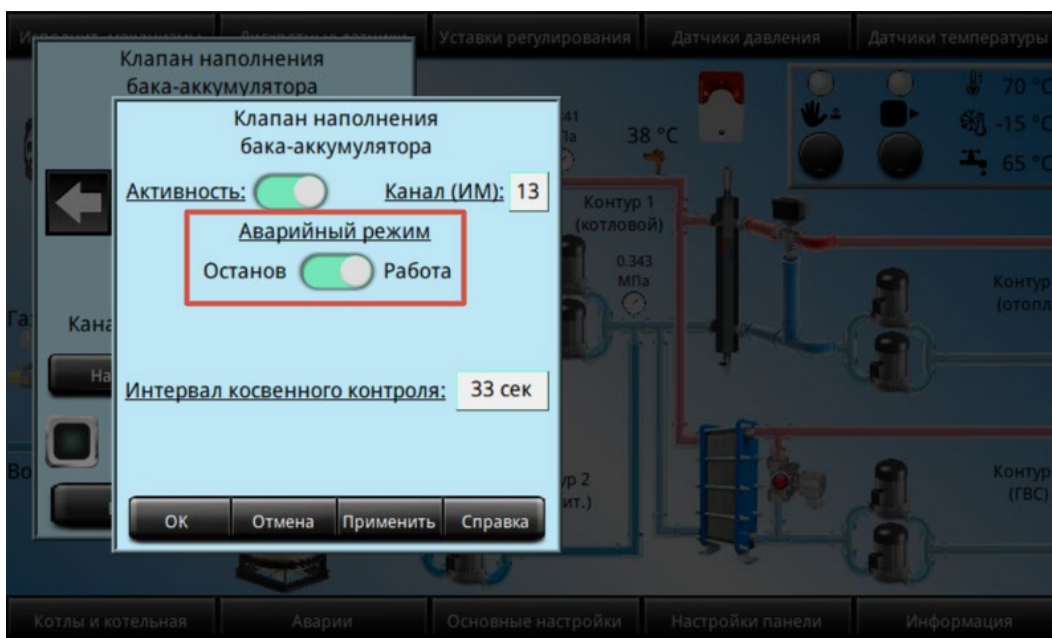 Уставки регулирования
Датчики давления
Датчики температуры
Клапан наполнения
бака-аккумулятора
Клапан наполнения
бака-аккумулятора
Активность:
Канал (ИМ): 13
Аварийный режим
Останов
Работа
Интервал косвенного контроля: 33 сек
OK
Отмена
Применить
Справка
38 °C
70 °C
-15 °C
65 °C
Контур 1
(котловой)
0.343
МПа
Контур
(отопл
Контур
(ГВС)
Котлы и котельная
Аварии
Основные настройки
Настройки панели
Информация